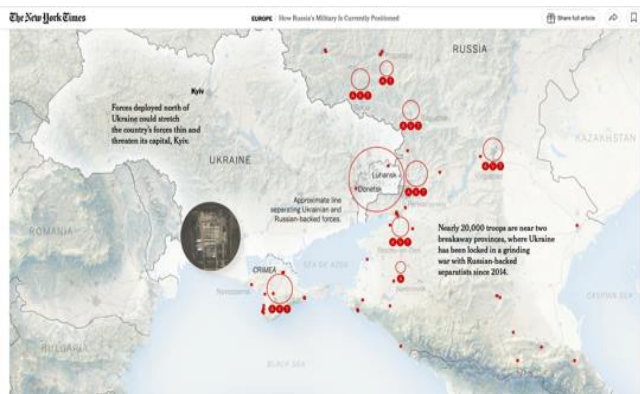 The New York Times
EUROPE | How Russia's Military Is Currently Positioned
Share full article
RUSSIA
Kyiv
Forces deployed north of
Ukraine could stretch
the country's forces thin and
threaten its capital, Kyiv.
KAZAKHSTAN
UKRAINE
Luhansk
Donetsk
Approximate line
separating Ukrainian and
Russian-backed forces.
Nearly 20,000 troops are near two
breakaway provinces, where Ukraine
has been locked in a grinding
war with Russian-backed
separatists since 2014.
ROMANIA
SEA OF AZOV
CRIMEA
CASPIAN SEA
BULGARIA
BLACK SEA